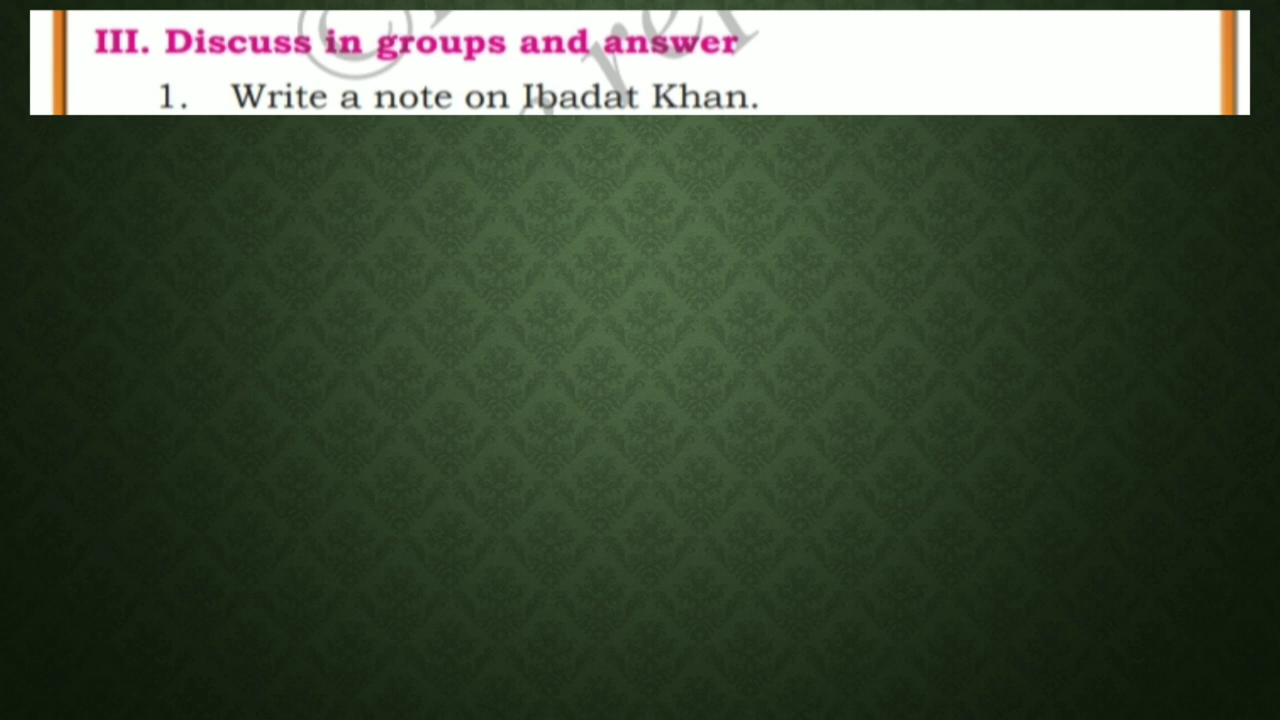 III. Discuss in groups and answer
1. Write a note on Ibadat Khan.